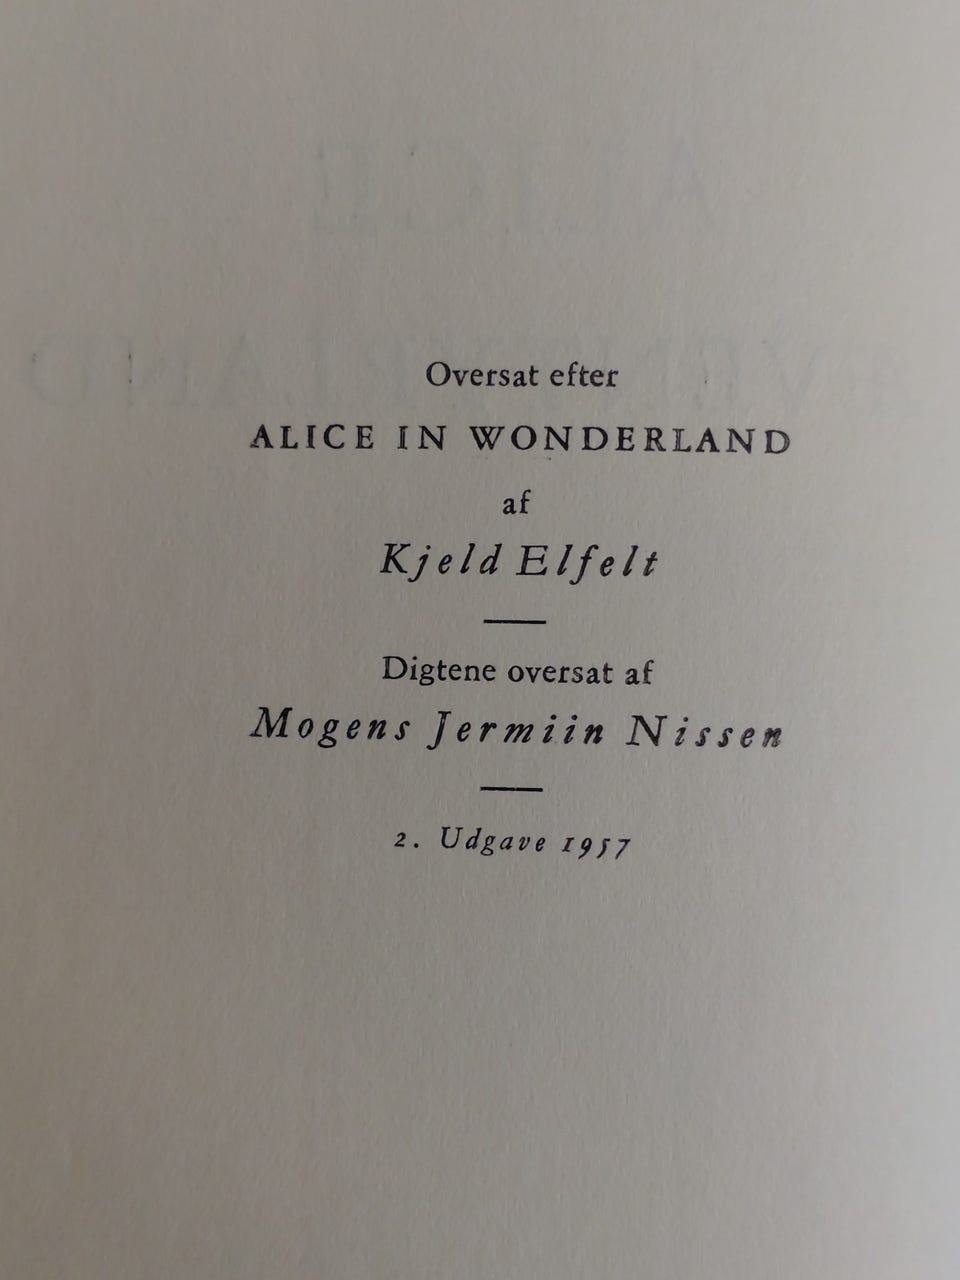 Oversat efter
ALICE IN WONDERLAND
af
Kjeld Elfelt
Digtene oversat af
Mogens Jermiin Nissen
2. Udgave 1957